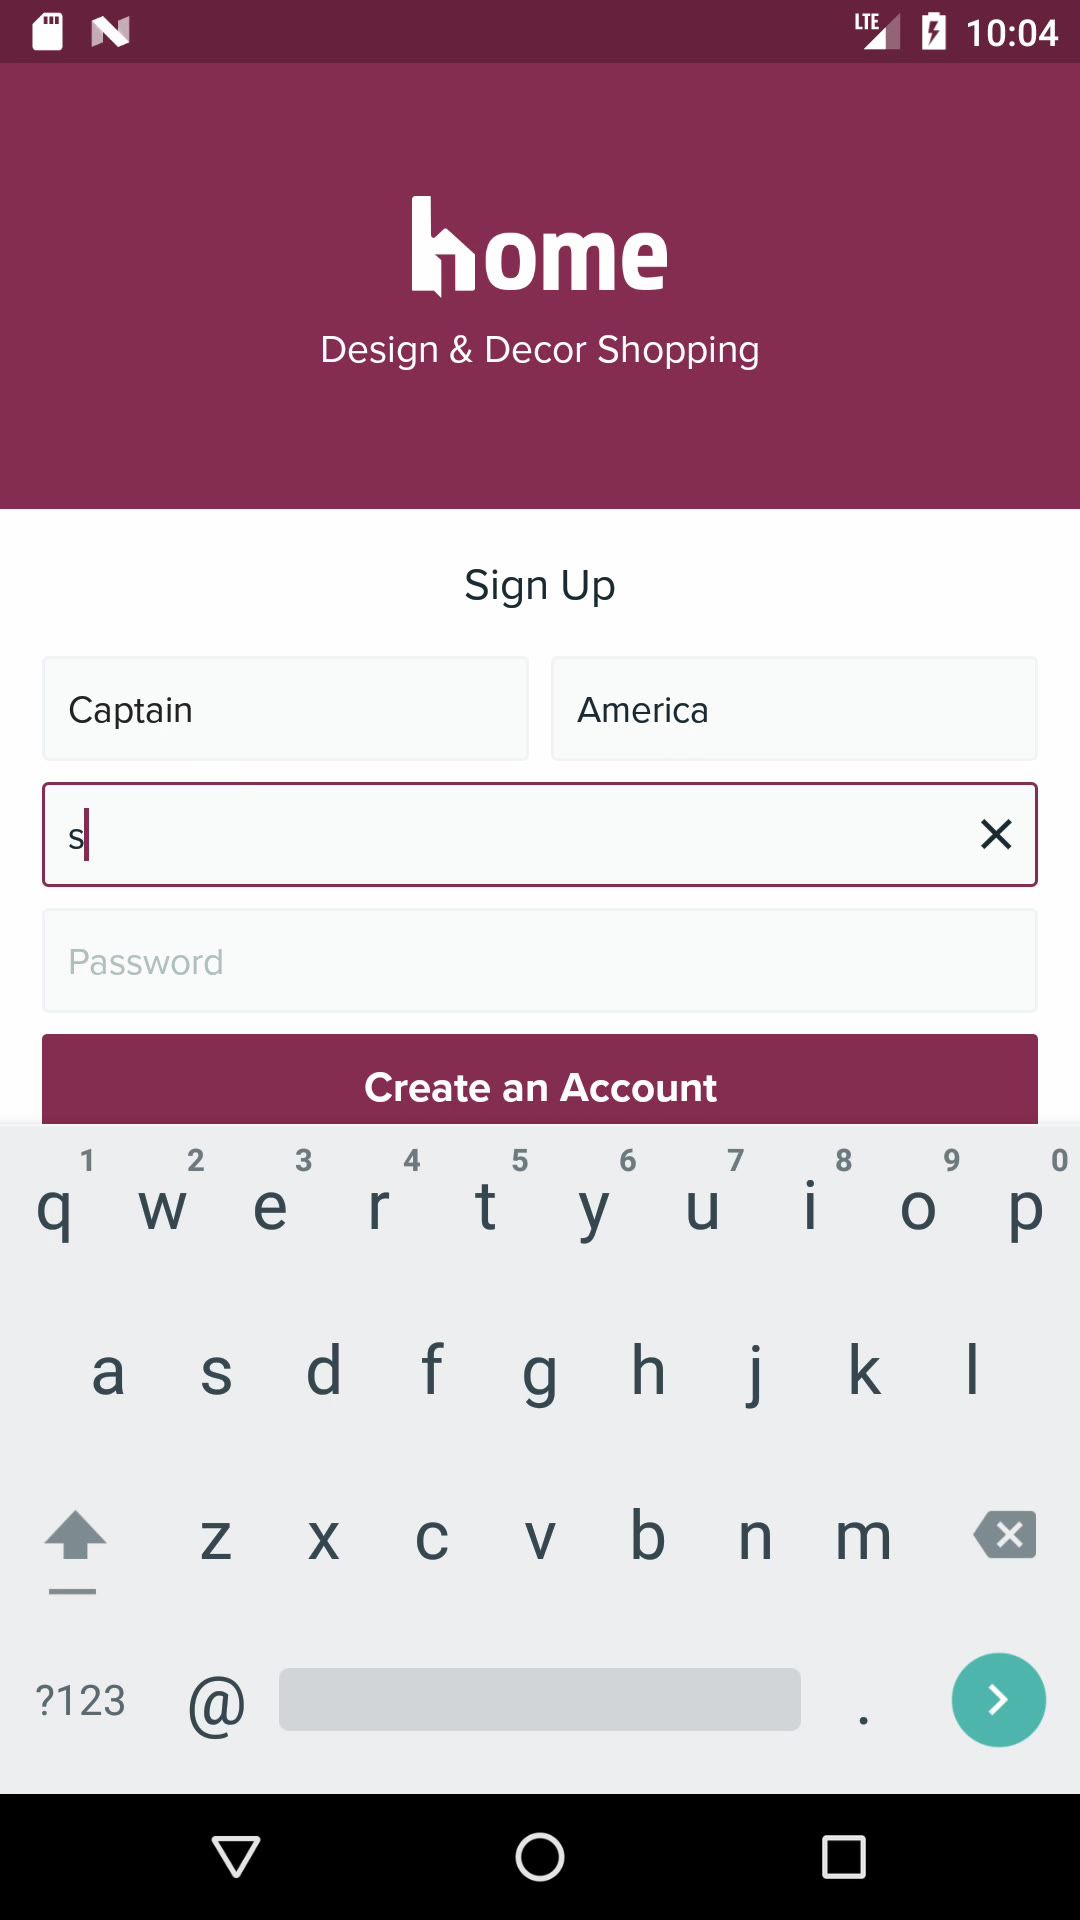 LTE 10:04
home
Design & Decor Shopping
Sign Up
Captain America
s
Password
Create an Account
1 2 3 4 5 6 7 8 9 0
q w e r t y u i o p
a s d f g h j k l
z x c v b n m
?123 @ .